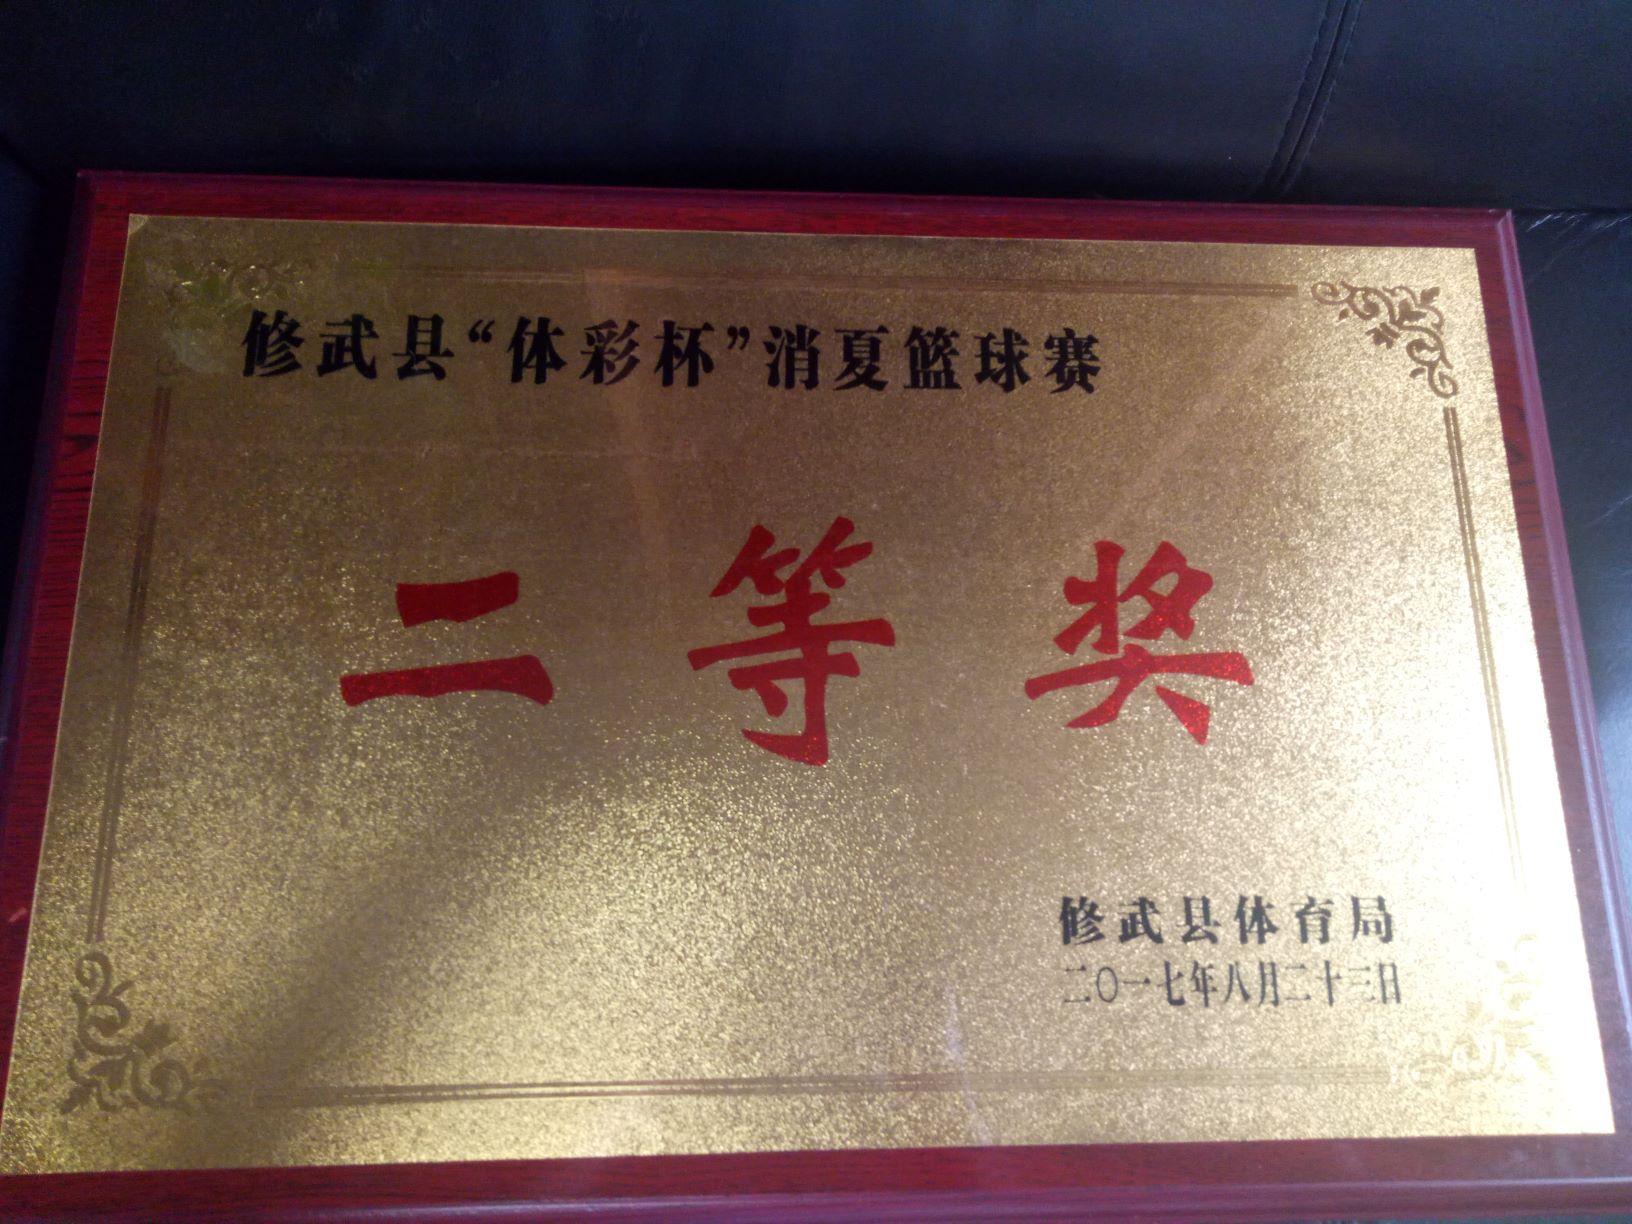 修武县“体彩杯”消夏篮球赛
二等奖
修武县体育局
二〇一七年八月二十三日